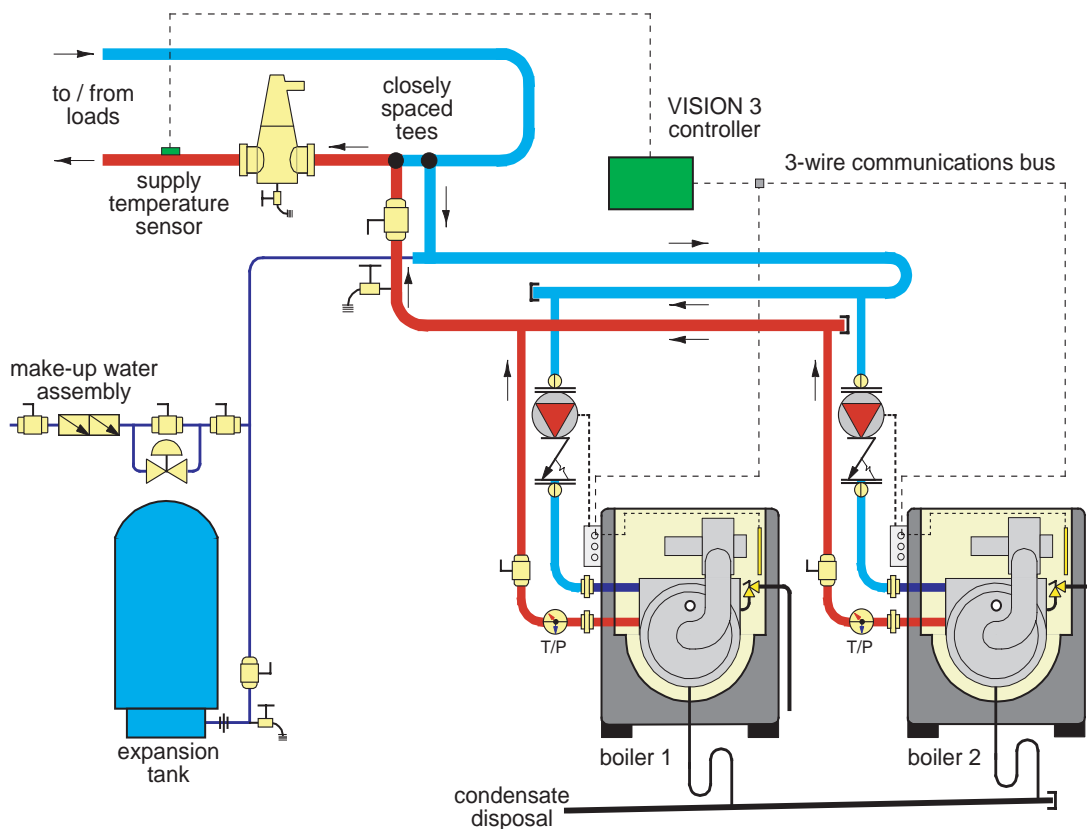 to / from
loads
closely
spaced
tees
VISION 3
controller
3-wire communications bus
supply
temperature
sensor
make-up water
assembly
T/P
T/P
expansion
tank
boiler 1
boiler 2
condensate
disposal